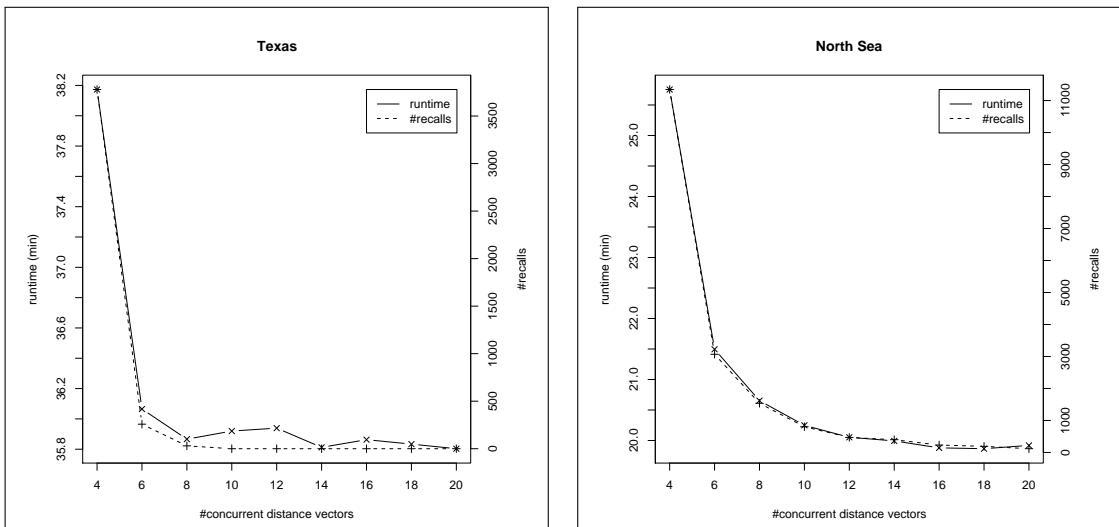 Texas
runtime
#recalls
38.2
37.8
37.4
37.0
36.6
36.2
35.8
runtime (min)
3500
3000
2500
2000
1500
1000
500
0
#recalls
4 6 8 10 12 14 16 18 20
#concurrent distance vectors
North Sea
runtime
#recalls
25.0
24.0
23.0
22.0
21.0
20.0
runtime (min)
11000
9000
7000
5000
3000
1000
0
#recalls
4 6 8 10 12 14 16 18 20
#concurrent distance vectors